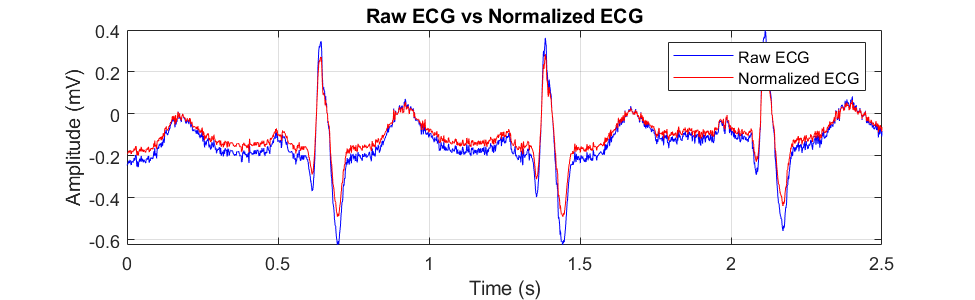 Raw ECG vs Normalized ECG
Amplitude (mV)
0.4
0.2
0
-0.2
-0.4
-0.6
Raw ECG
Normalized ECG
0
0.5
1
1.5
2
2.5
Time (s)